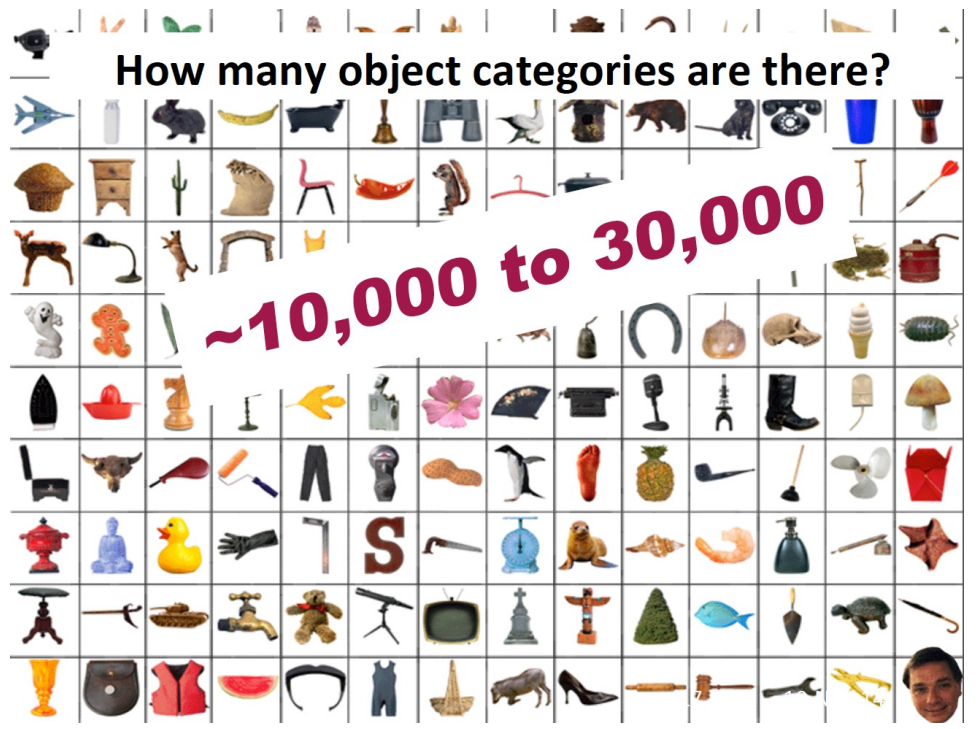 How many object categories are there?
~10,000 to 30,000
S